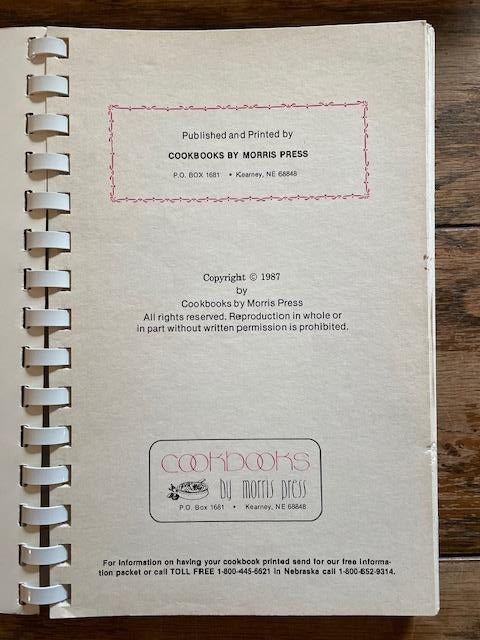 Published and Printed by
COOKBOOKS BY MORRIS PRESS
P.O. BOX 1681 • Kearney, NE 68848
Copyright © 1987
by
Cookbooks by Morris Press
All rights reserved. Reproduction in whole or
in part without written permission is prohibited.
cookbooks
by morris press
P.O. Box 1681 • Kearney, NE 68848
For information on having your cookbook printed send for our free informa-
tion packet or call TOLL FREE 1-800-445-6621 in Nebraska call 1-800-652-9314.